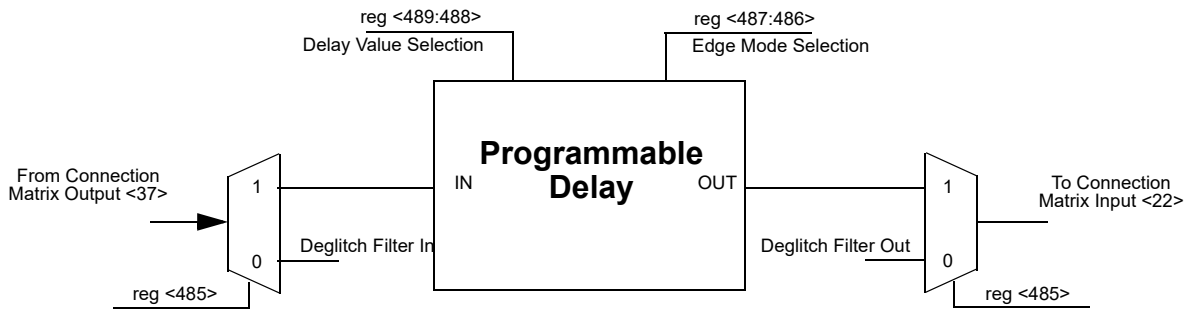 reg <489:488>
Delay Value Selection
reg <487:486>
Edge Mode Selection
Programmable
Delay
From Connection
Matrix Output <37>
1
IN
OUT
1
To Connection
Matrix Input <22>
0
Deglitch Filter In
Deglitch Filter Out
0
reg <485>
reg <485>